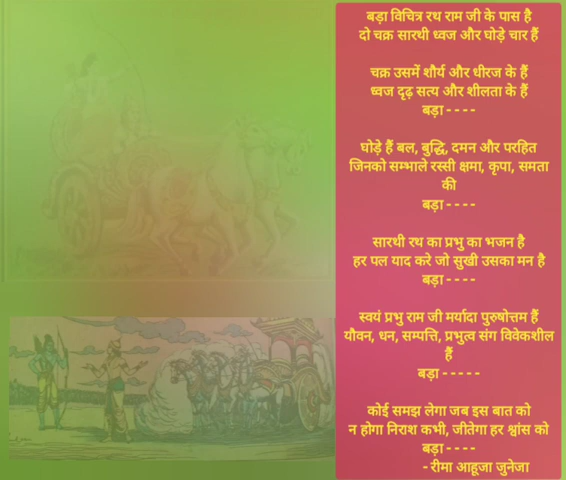 बड़ा विचित्र रथ राम जी के पास है
दो चक्र सारथी ध्वज और घोड़े चार हैं
चक्र उसमें शौर्य और धीरज के हैं
ध्वज दृढ़ सत्य और शीलता के हैं
बड़ा - - - -
घोड़े हैं बल, बुद्धि, दमन और परहित
जिनको सम्भाले रस्सी क्षमा, कृपा, समता
की
बड़ा - - - -
सारथी रथ का प्रभु का भजन है
हर पल याद करे जो सुखी उसका मन है
बड़ा - - - -
स्वयं प्रभु राम जी मर्यादा पुरुषोत्तम हैं
यौवन, धन, सम्पत्ति, प्रभुत्व संग विवेकशील
हैं
बड़ा - - - - -
कोई समझ लेगा जब इस बात को
न होगा निराश कभी, जीतेगा हर श्वांस को
बड़ा - - - -
- रीमा आहूजा जुनेजा